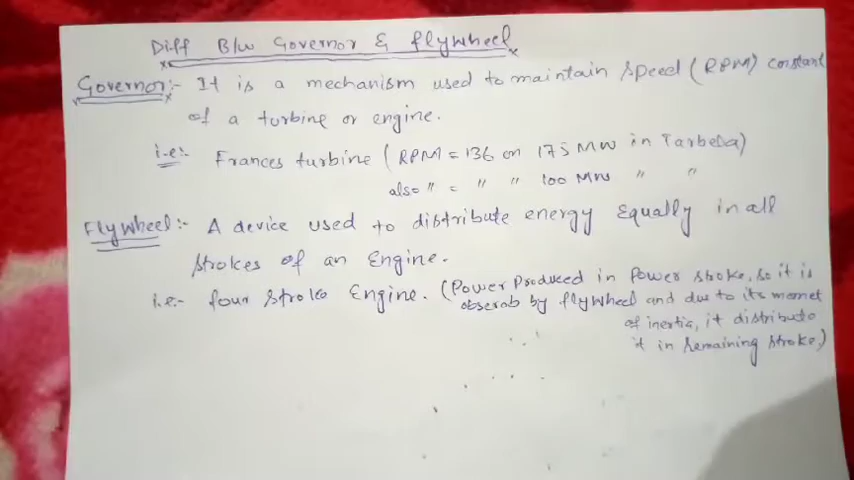 Diff B/w Governor & flywheel
Governor:- It is a mechanism used to maintain speed (RPM) constant
of a turbine or engine.
i.e:- Frances turbine (RPM = 136 on 175 MW in Tarbela)
also " = " " 100 MW " "
Flywheel:- A device used to distribute energy Equally in all
strokes of an Engine.
i.e:- four stroke Engine. (Power Produced in Power stroke, so it is
obserob by flywheel and due to its momet
of inertia, it distribute
it in remaining stroke,)